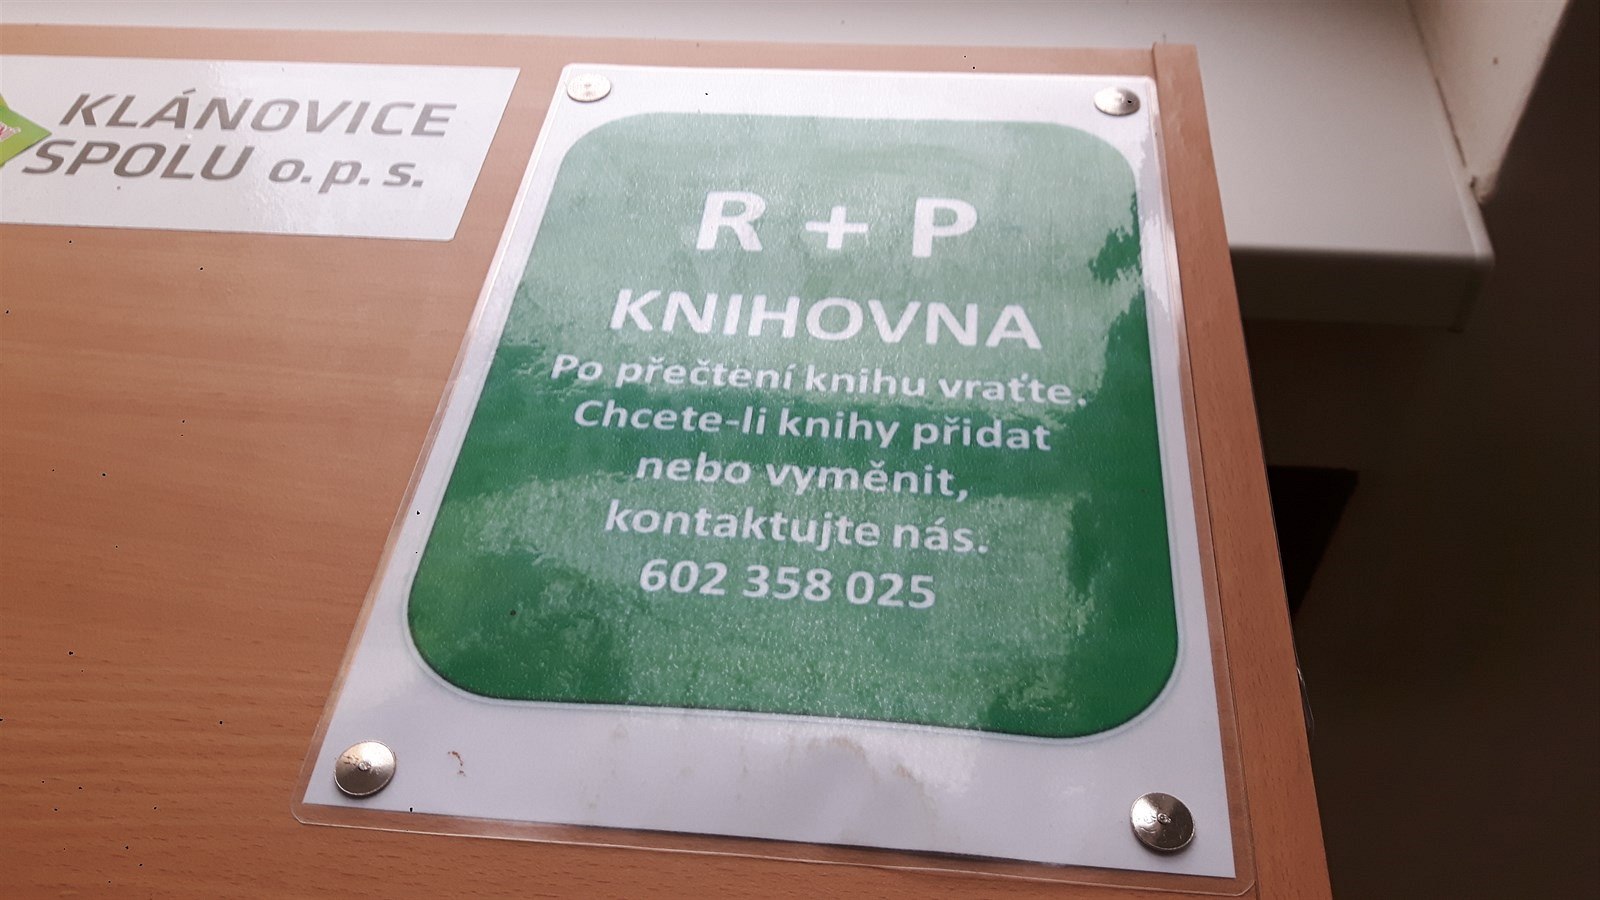 KLÁNOVICE
SPOLU o.p.s.
R + P
KNIHOVNA
Po přečtení knihu vraťte.
Chcete-li knihy přidat
nebo vyměnit,
kontaktujte nás.
602 358 025